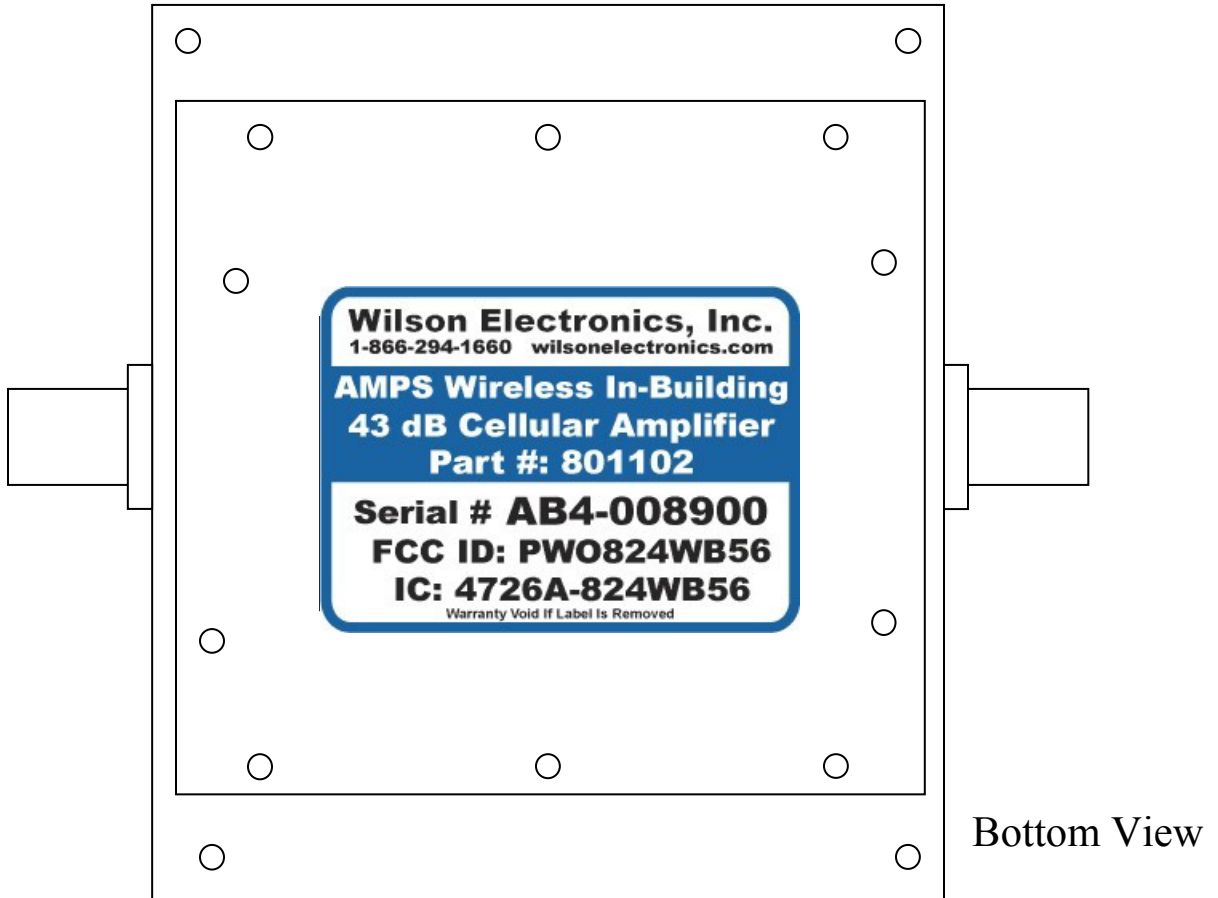 Wilson Electronics, Inc.
1-866-294-1660 wilsonelectronics.com
AMPS Wireless In-Building
43 dB Cellular Amplifier
Part #: 801102
Serial # AB4-008900
FCC ID: PWO824WB56
IC: 4726A-824WB56
Warranty Void If Label Is Removed
Bottom View